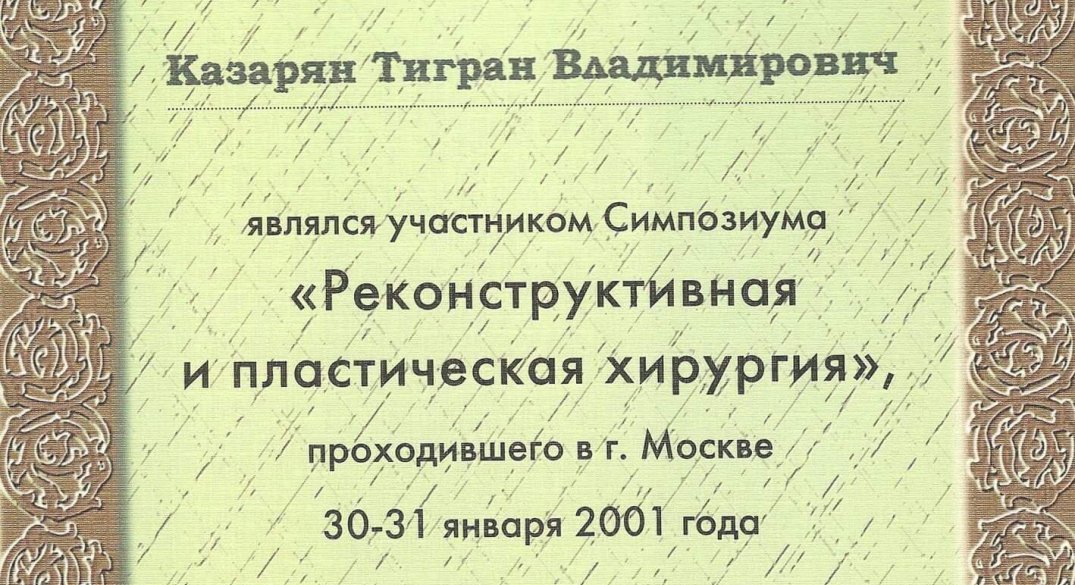 Казарян Тигран Владимирович
являлся участником Симпозиума
«Реконструктивная
и пластическая хирургия»,
проходившего в г. Москве
30-31 января 2001 года